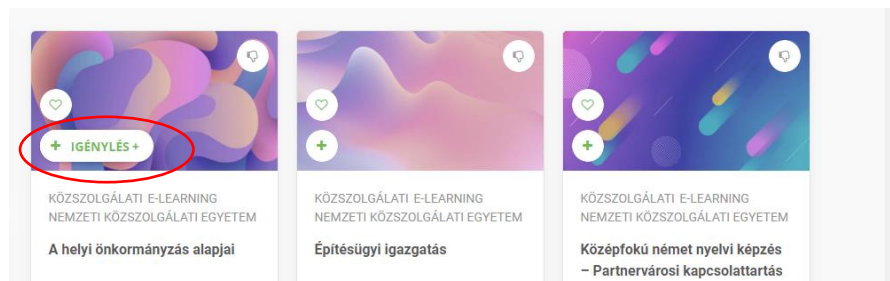 + IGÉNYLÉS +
+
+
KÖZSZOLGÁLATI E-LEARNING
NEMZETI KÖZSZOLGÁLATI EGYETEM
A helyi önkormányzás alapjai
KÖZSZOLGÁLATI E-LEARNING
NEMZETI KÖZSZOLGÁLATI EGYETEM
Építésügyi igazgatás
KÖZSZOLGÁLATI E-LEARNING
NEMZETI KÖZSZOLGÁLATI EGYETEM
Középfokú német nyelvi képzés
– Partnervárosi kapcsolattartás